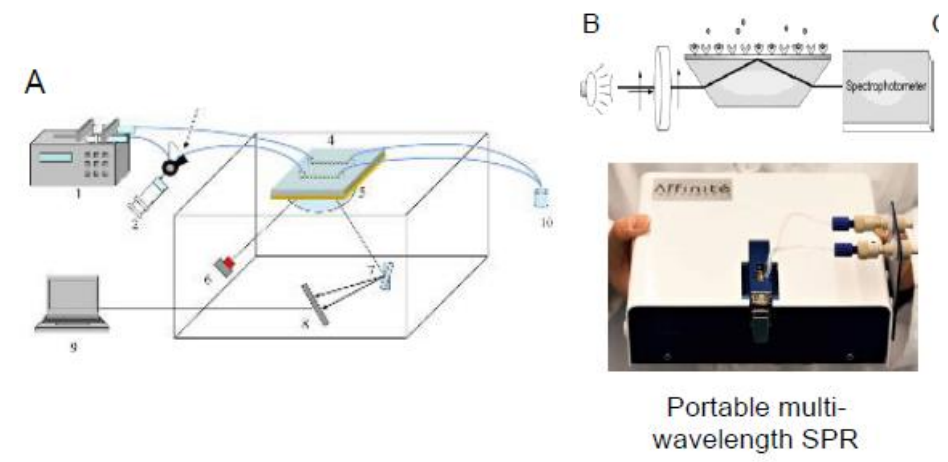 A
1
2
4
5
6
7
8
9
10
B
Spectrophotometer
Affinité
Portable multi-
wavelength SPR